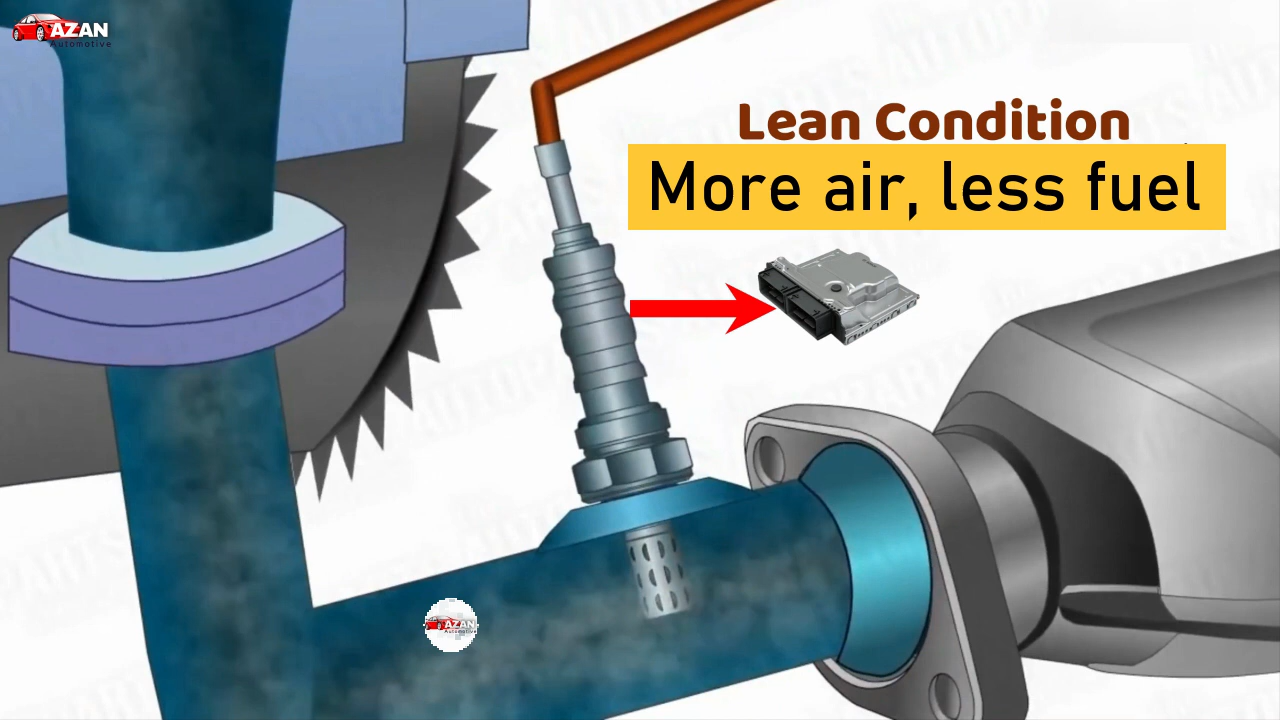 AZAN
Automotive
Lean Condition
More air, less fuel
AZAN
Automotive